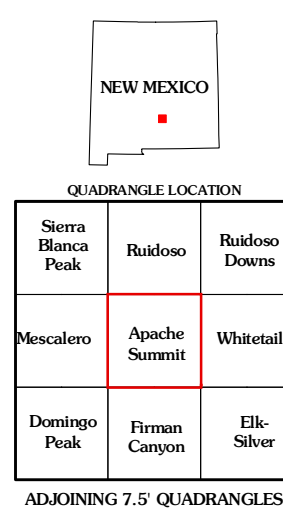 NEW MEXICO
QUADRANGLE LOCATION
Sierra
Blanca
Peak
Ruidoso
Ruidoso
Downs
Mescalero
Apache
Summit
Whitetail
Domingo
Peak
Firman
Canyon
Elk-
Silver
ADJOINING 7.5' QUADRANGLES